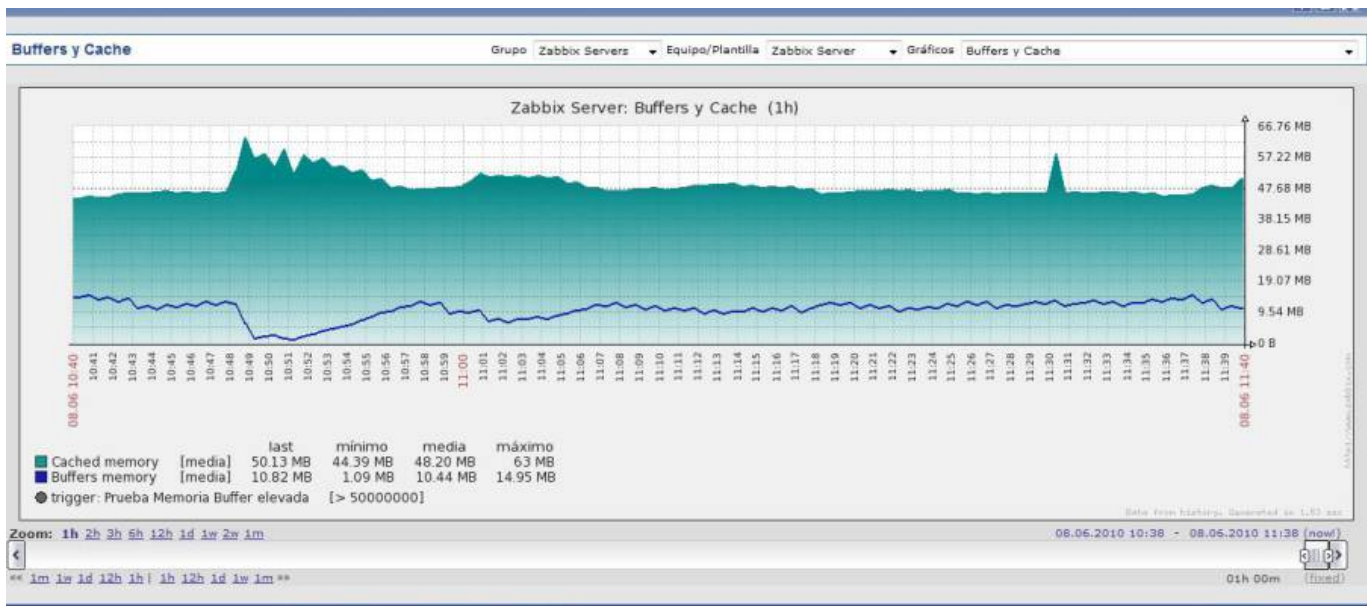 Buffers y Cache Grupo Zabbix Servers Equipo/Plantilla Zabbix Server Gráficos Buffers y Cache
Zabbix Server: Buffers y Cache (1h)
66.76 MB
57.22 MB
47.68 MB
38.15 MB
28.61 MB
19.07 MB
9.54 MB
0 B
08.06 10:40 10:41 10:42 10:43 10:44 10:45 10:46 10:47 10:48 10:49 10:50 10:51 10:52 10:53 10:54 10:55 10:56 10:57 10:58 10:59 11:00 11:01 11:02 11:03 11:04 11:05 11:06 11:07 11:08 11:09 11:10 11:11 11:12 11:13 11:14 11:15 11:16 11:17 11:18 11:19 11:20 11:21 11:22 11:23 11:24 11:25 11:26 11:27 11:28 11:29 11:30 11:31 11:32 11:33 11:34 11:35 11:36 11:37 11:38 11:39 08.06 11:40
last mínimo media máximo
Cached memory [media] 50.13 MB 44.39 MB 48.20 MB 63 MB
Buffers memory [media] 10.82 MB 1.09 MB 10.44 MB 14.95 MB
trigger: Prueba Memoria Buffer elevada [> 50000000]
Data from history. Generated in sec
Zoom: 1h 2h 3h 6h 12h 1d 1w 2w 1m 08.06.2010 10:38 - 08.06.2010 11:38 (now!)
«« 1m 1w 1d 12h 1h | 1h 12h 1d 1w 1m »» 01h 00m (fixed)